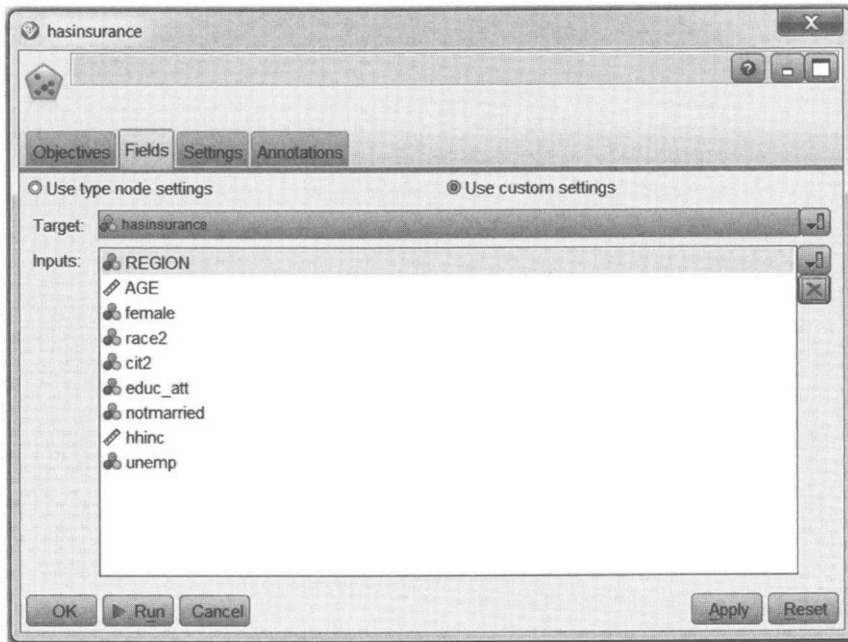 hasinsurance
Objectives Fields Settings Annotations
Use type node settings Use custom settings
Target: hasinsurance
Inputs: REGION
AGE
female
race2
cit2
educ_att
notmarried
hhinc
unemp
OK Run Cancel Apply Reset